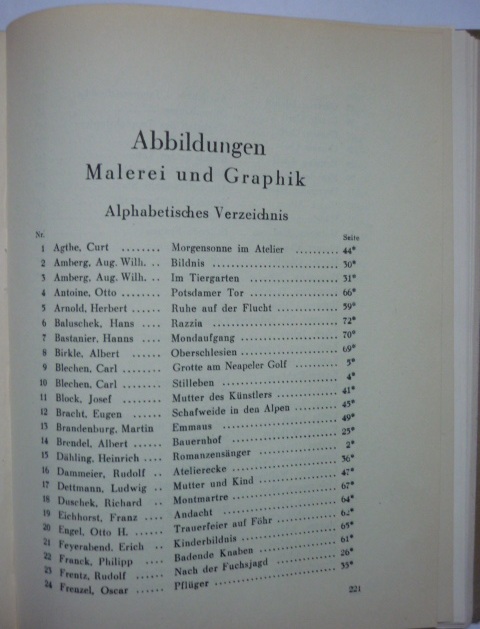 Abbildungen
Malerei und Graphik
Alphabetisches Verzeichnis
Nr. Seite
1 Agthe, Curt ........ Morgensonne im Atelier .......... 44*
2 Amberg, Aug. Wilh. .. Bildnis .......... 30*
3 Amberg, Aug. Wilh. .. Im Tiergarten .......... 31*
4 Antoine, Otto ........ Potsdamer Tor .......... 66*
5 Arnold, Herbert ...... Ruhe auf der Flucht .......... 59*
6 Baluschek, Hans .... Razzia .......... 72*
7 Bastanier, Hanns .... Mondaufgang .......... 70*
8 Birkle, Albert ...... Oberschlesien .......... 69*
9 Blechen, Carl ........ Grotte am Neapeler Golf .......... 5*
10 Blechen, Carl ........ Stilleben .......... 4*
11 Block, Josef ........ Mutter des Künstlers .......... 41*
12 Bracht, Eugen ...... Schafweide in den Alpen .......... 45*
13 Brandenburg, Martin Emmaus .......... 49*
14 Brendel, Albert ...... Bauernhof .......... 25*
15 Dähling, Heinrich .... Romanzensänger .......... 2*
16 Dammeier, Rudolf .. Atelierecke .......... 36*
17 Dettmann, Ludwig .. Mutter und Kind .......... 47*
18 Duschek, Richard .. Montmartre .......... 67*
19 Eichhorst, Franz .... Andacht .......... 64*
20 Engel, Otto H. ...... Trauerfeier auf Föhr .......... 62*
21 Feyerabend, Erich .. Kinderbildnis .......... 65*
22 Franck, Philipp .... Badende Knaben .......... 61*
23 Frentz, Rudolf ...... Nach der Fuchsjagd .......... 26*
24 Frenzel, Oscar ...... Pflüger .......... 35*
221